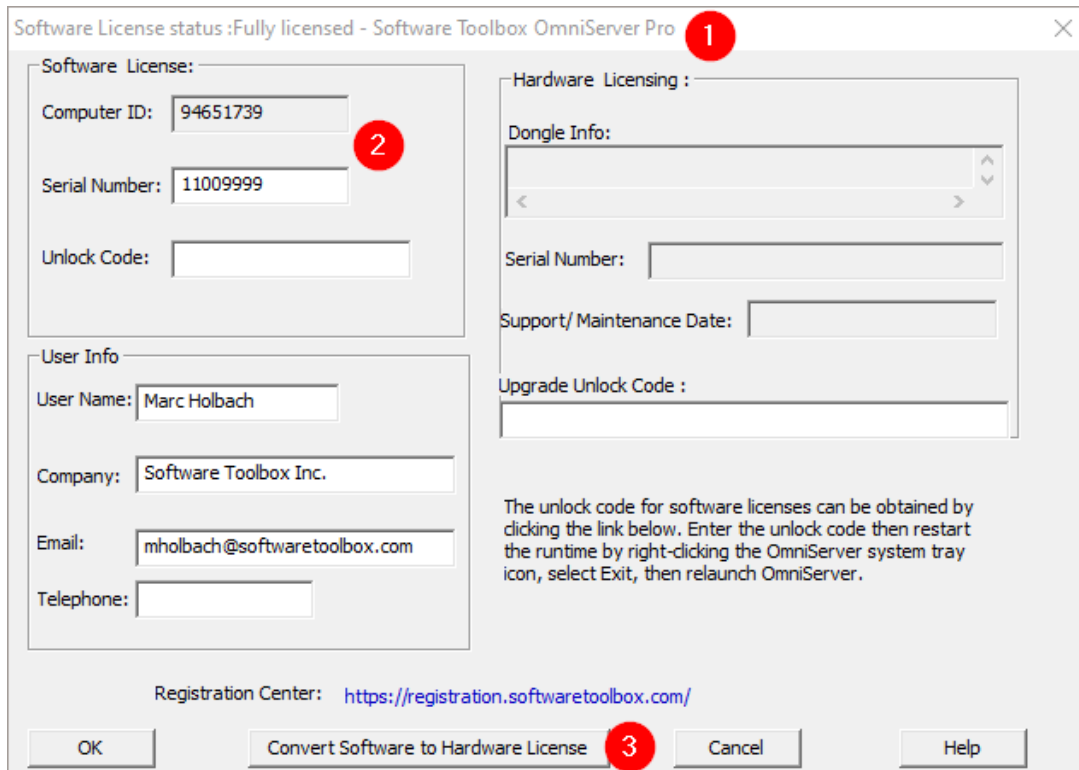 Software License status :Fully licensed - Software Toolbox OmniServer Pro
1
Software License:
Computer ID: 94651739
2
Serial Number: 11009999
Unlock Code:
Hardware Licensing :
Dongle Info:
Serial Number:
Support/ Maintenance Date:
Upgrade Unlock Code :
User Info
User Name: Marc Holbach
Company: Software Toolbox Inc.
Email: mholbach@softwaretoolbox.com
Telephone:
The unlock code for software licenses can be obtained by
clicking the link below. Enter the unlock code then restart
the runtime by right-clicking the OmniServer system tray
icon, select Exit, then relaunch OmniServer.
Registration Center: https://registration.softwaretoolbox.com/
OK Convert Software to Hardware License 3 Cancel Help